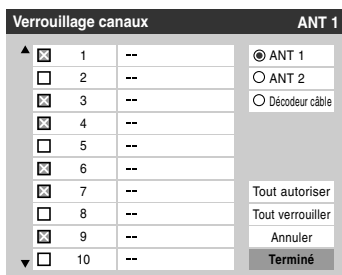 Verrouillage canaux ANT 1
1 -- ANT 1
2 -- ANT 2
3 -- Décodeur câble
4 --
5 --
6 --
7 -- Tout autoriser
8 -- Tout verrouiller
9 -- Annuler
10 -- Terminé